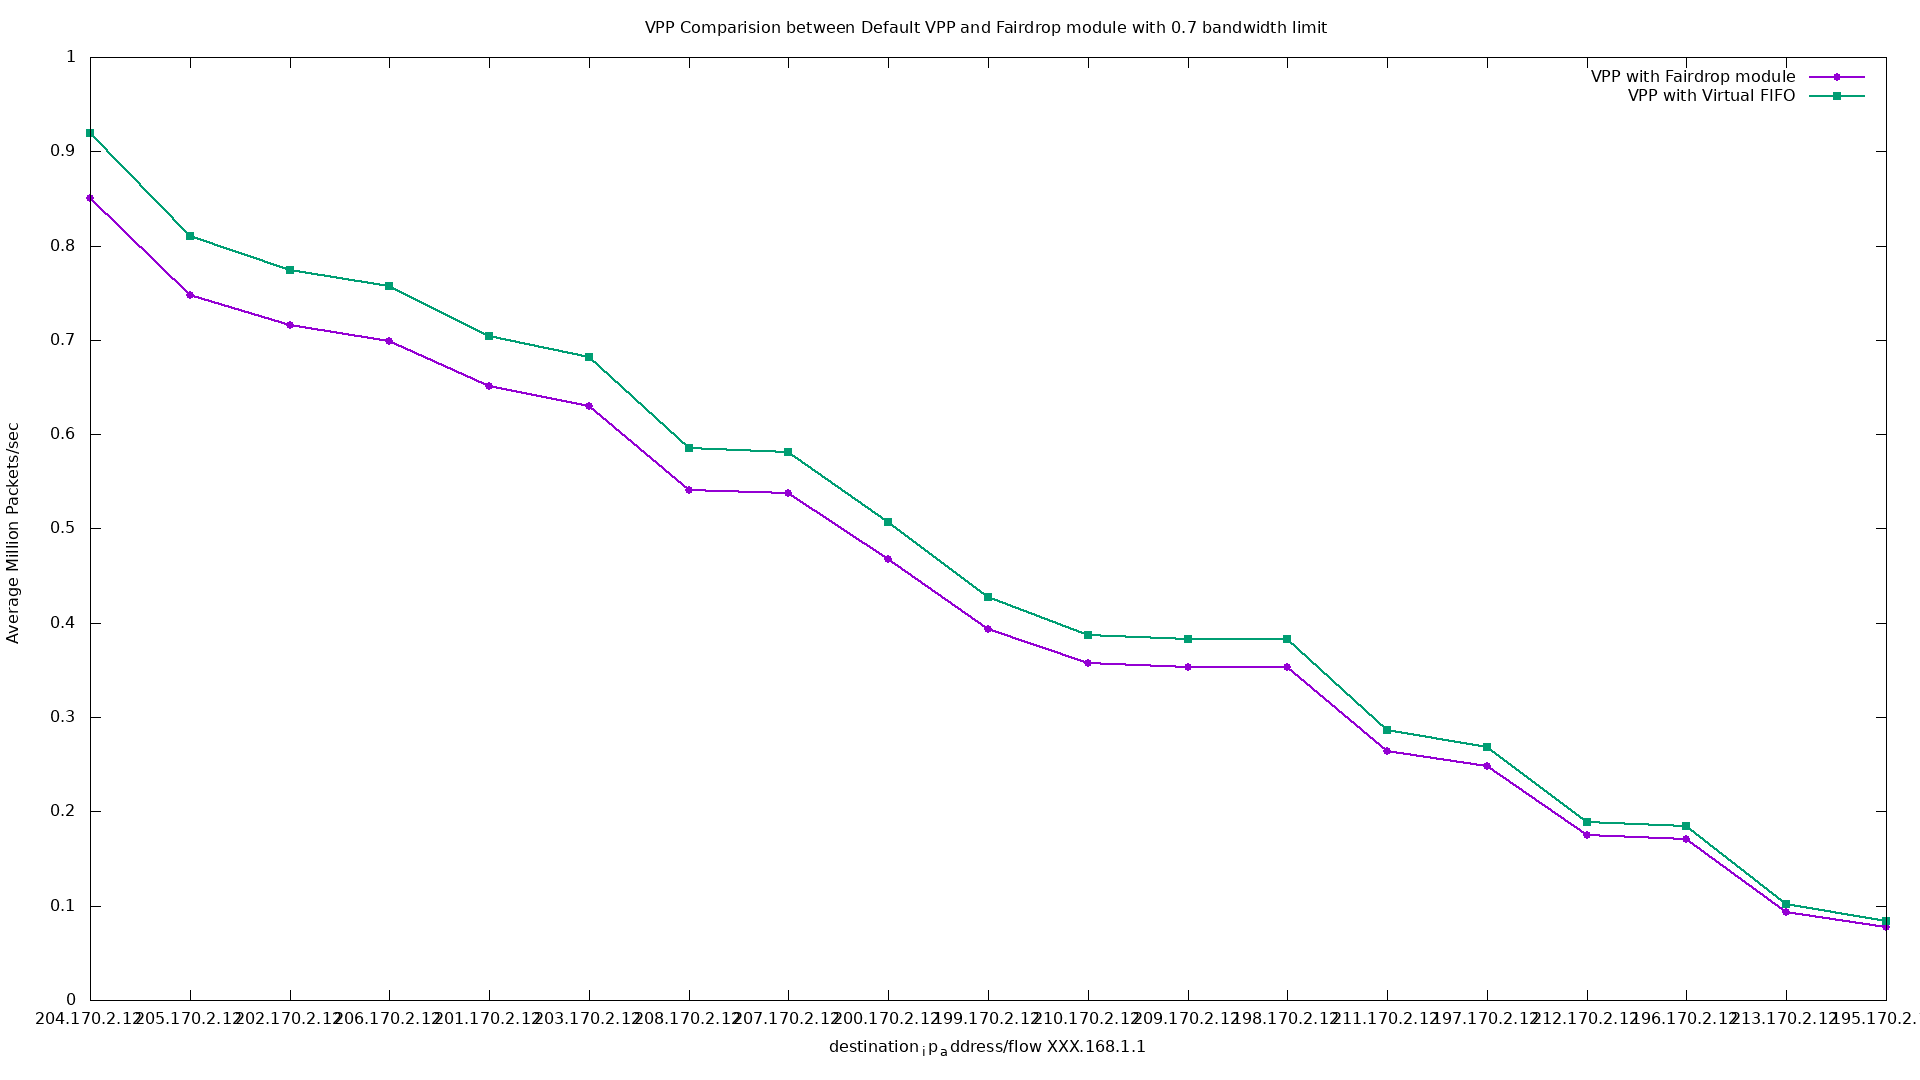 VPP Comparision between Default VPP and Fairdrop module with 0.7 bandwidth limit
VPP with Fairdrop module
VPP with Virtual FIFO
1
0.9
0.8
0.7
0.6
0.5
0.4
0.3
0.2
0.1
0
Average Million Packets/sec
204.170.2.12 205.170.2.12 202.170.2.12 206.170.2.12 201.170.2.12 203.170.2.12 208.170.2.12 207.170.2.12 200.170.2.12 199.170.2.12 210.170.2.12 209.170.2.12 198.170.2.12 211.170.2.12 197.170.2.12 212.170.2.12 196.170.2.12 213.170.2.12 195.170.2.
destination ip address/flow XXX.168.1.1